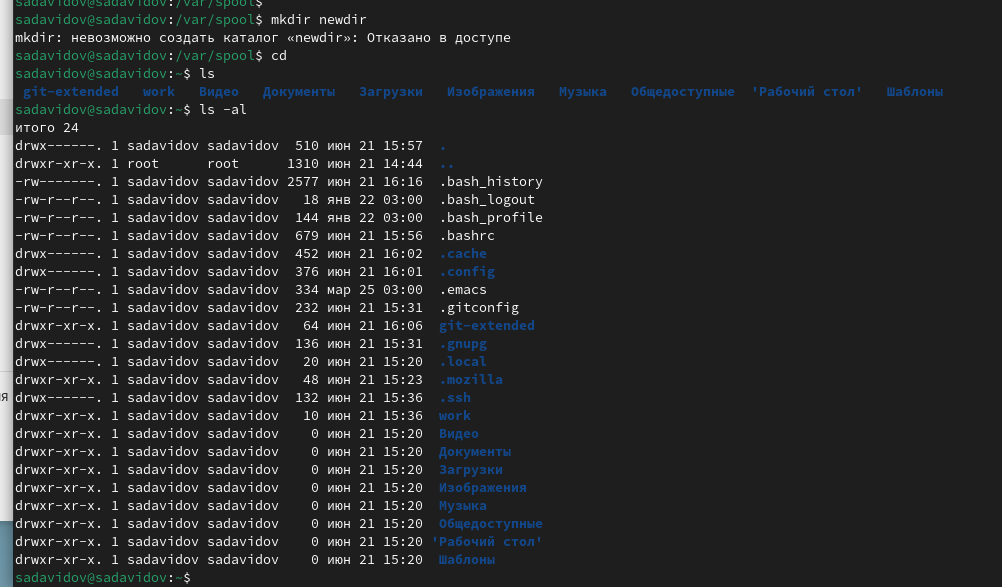 sadavidov@sadavidov:/var/spool$
sadavidov@sadavidov:/var/spool$ mkdir newdir
mkdir: невозможно создать каталог «newdir»: Отказано в доступе
sadavidov@sadavidov:/var/spool$ cd
sadavidov@sadavidov:~$ ls
git-extended work Видео Документы Загрузки Изображения Музыка Общедоступные 'Рабочий стол' Шаблоны
sadavidov@sadavidov:~$ ls -al
итого 24
drwx------. 1 sadavidov sadavidov 510 июн 21 15:57 .
drwxr-xr-x. 1 root root 1310 июн 21 14:44 ..
-rw-------. 1 sadavidov sadavidov 2577 июн 21 16:16 .bash_history
-rw-r--r--. 1 sadavidov sadavidov 18 янв 22 03:00 .bash_logout
-rw-r--r--. 1 sadavidov sadavidov 144 янв 22 03:00 .bash_profile
-rw-r--r--. 1 sadavidov sadavidov 679 июн 21 15:56 .bashrc
drwx------. 1 sadavidov sadavidov 452 июн 21 16:02 .cache
drwx------. 1 sadavidov sadavidov 376 июн 21 16:01 .config
-rw-r--r--. 1 sadavidov sadavidov 334 мар 25 03:00 .emacs
-rw-r--r--. 1 sadavidov sadavidov 232 июн 21 15:31 .gitconfig
drwxr-xr-x. 1 sadavidov sadavidov 64 июн 21 16:06 git-extended
drwx------. 1 sadavidov sadavidov 136 июн 21 15:31 .gnupg
drwx------. 1 sadavidov sadavidov 20 июн 21 15:20 .local
drwxr-xr-x. 1 sadavidov sadavidov 48 июн 21 15:23 .mozilla
drwx------. 1 sadavidov sadavidov 132 июн 21 15:36 .ssh
drwxr-xr-x. 1 sadavidov sadavidov 10 июн 21 15:36 work
drwxr-xr-x. 1 sadavidov sadavidov 0 июн 21 15:20 Видео
drwxr-xr-x. 1 sadavidov sadavidov 0 июн 21 15:20 Документы
drwxr-xr-x. 1 sadavidov sadavidov 0 июн 21 15:20 Загрузки
drwxr-xr-x. 1 sadavidov sadavidov 0 июн 21 15:20 Изображения
drwxr-xr-x. 1 sadavidov sadavidov 0 июн 21 15:20 Музыка
drwxr-xr-x. 1 sadavidov sadavidov 0 июн 21 15:20 Общедоступные
drwxr-xr-x. 1 sadavidov sadavidov 0 июн 21 15:20 'Рабочий стол'
drwxr-xr-x. 1 sadavidov sadavidov 0 июн 21 15:20 Шаблоны
sadavidov@sadavidov:~$